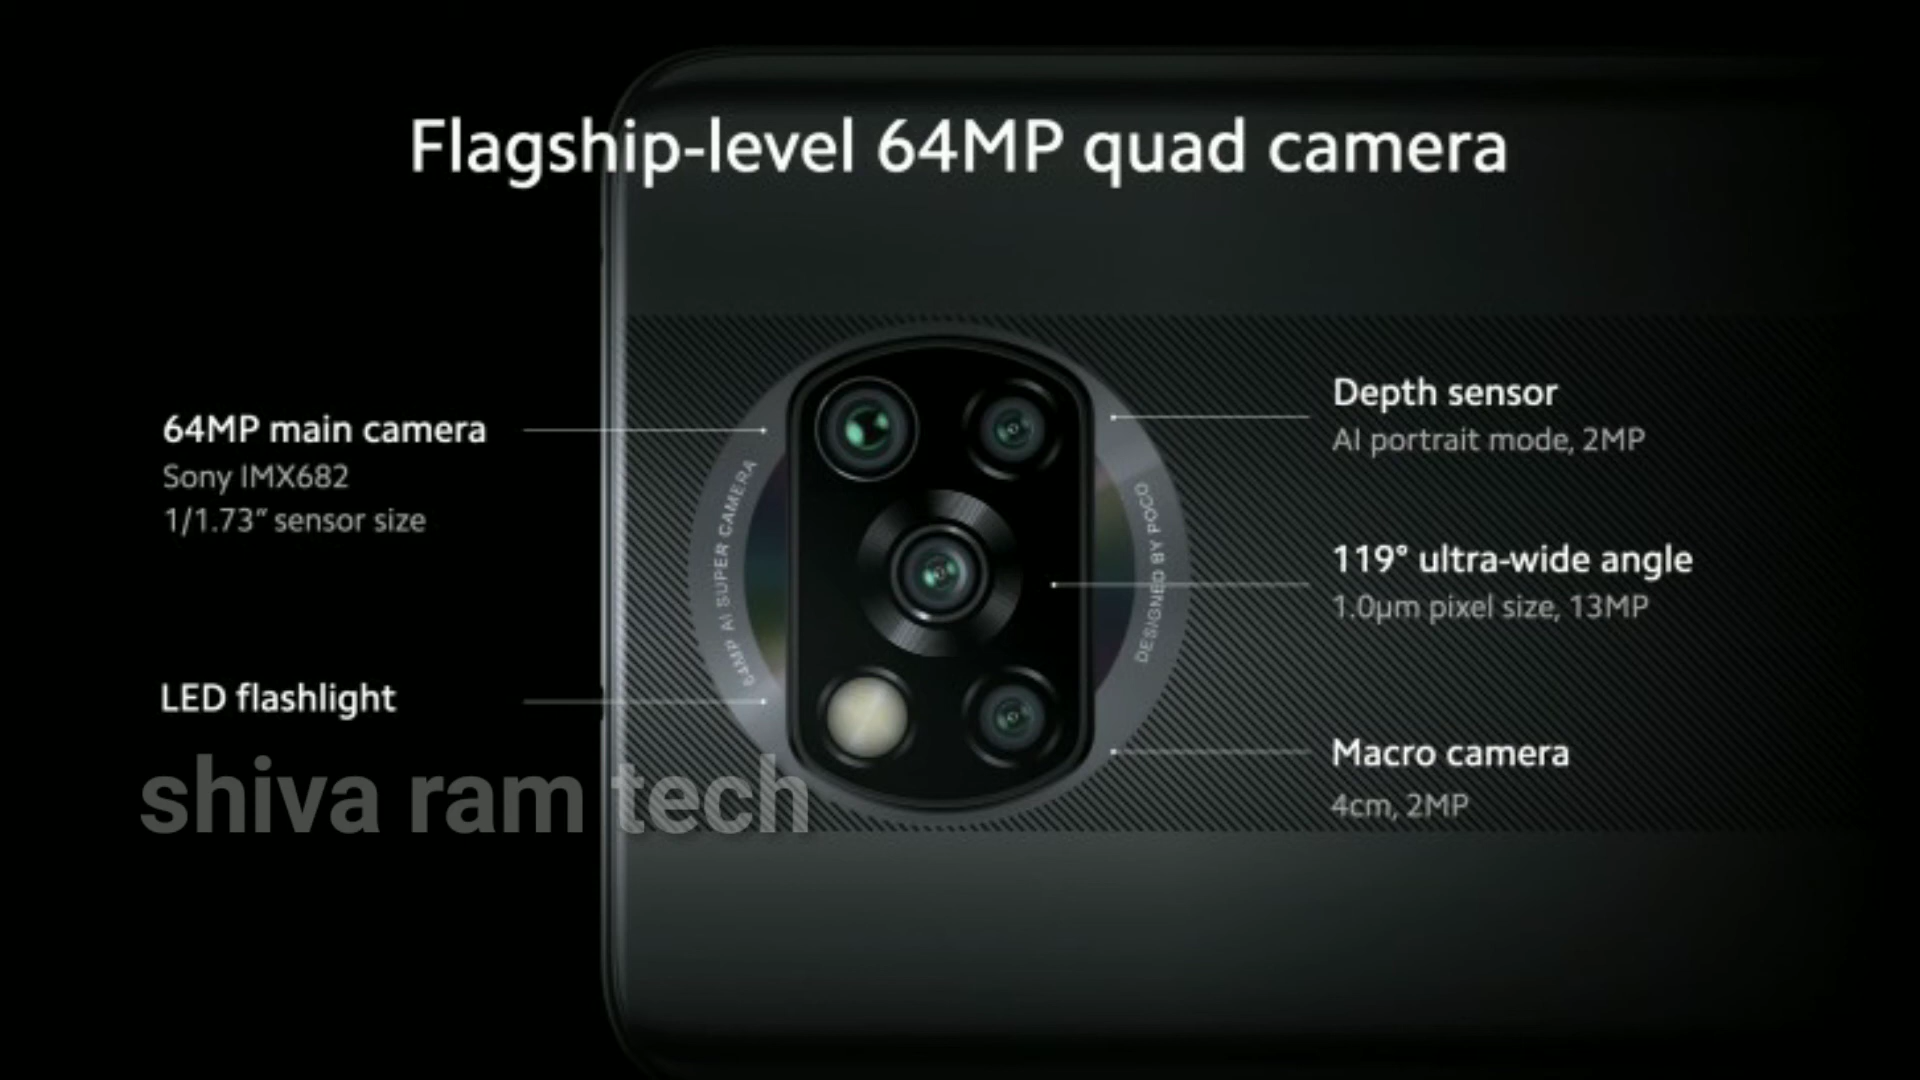 Flagship-level 64MP quad camera
64MP main camera
Sony IMX682
1/1.73” sensor size
LED flashlight
64MP AI SUPER CAMERA
DESIGNED BY POCO
Depth sensor
AI portrait mode, 2MP
119° ultra-wide angle
1.0μm pixel size, 13MP
Macro camera
4cm, 2MP
shiva ram tech